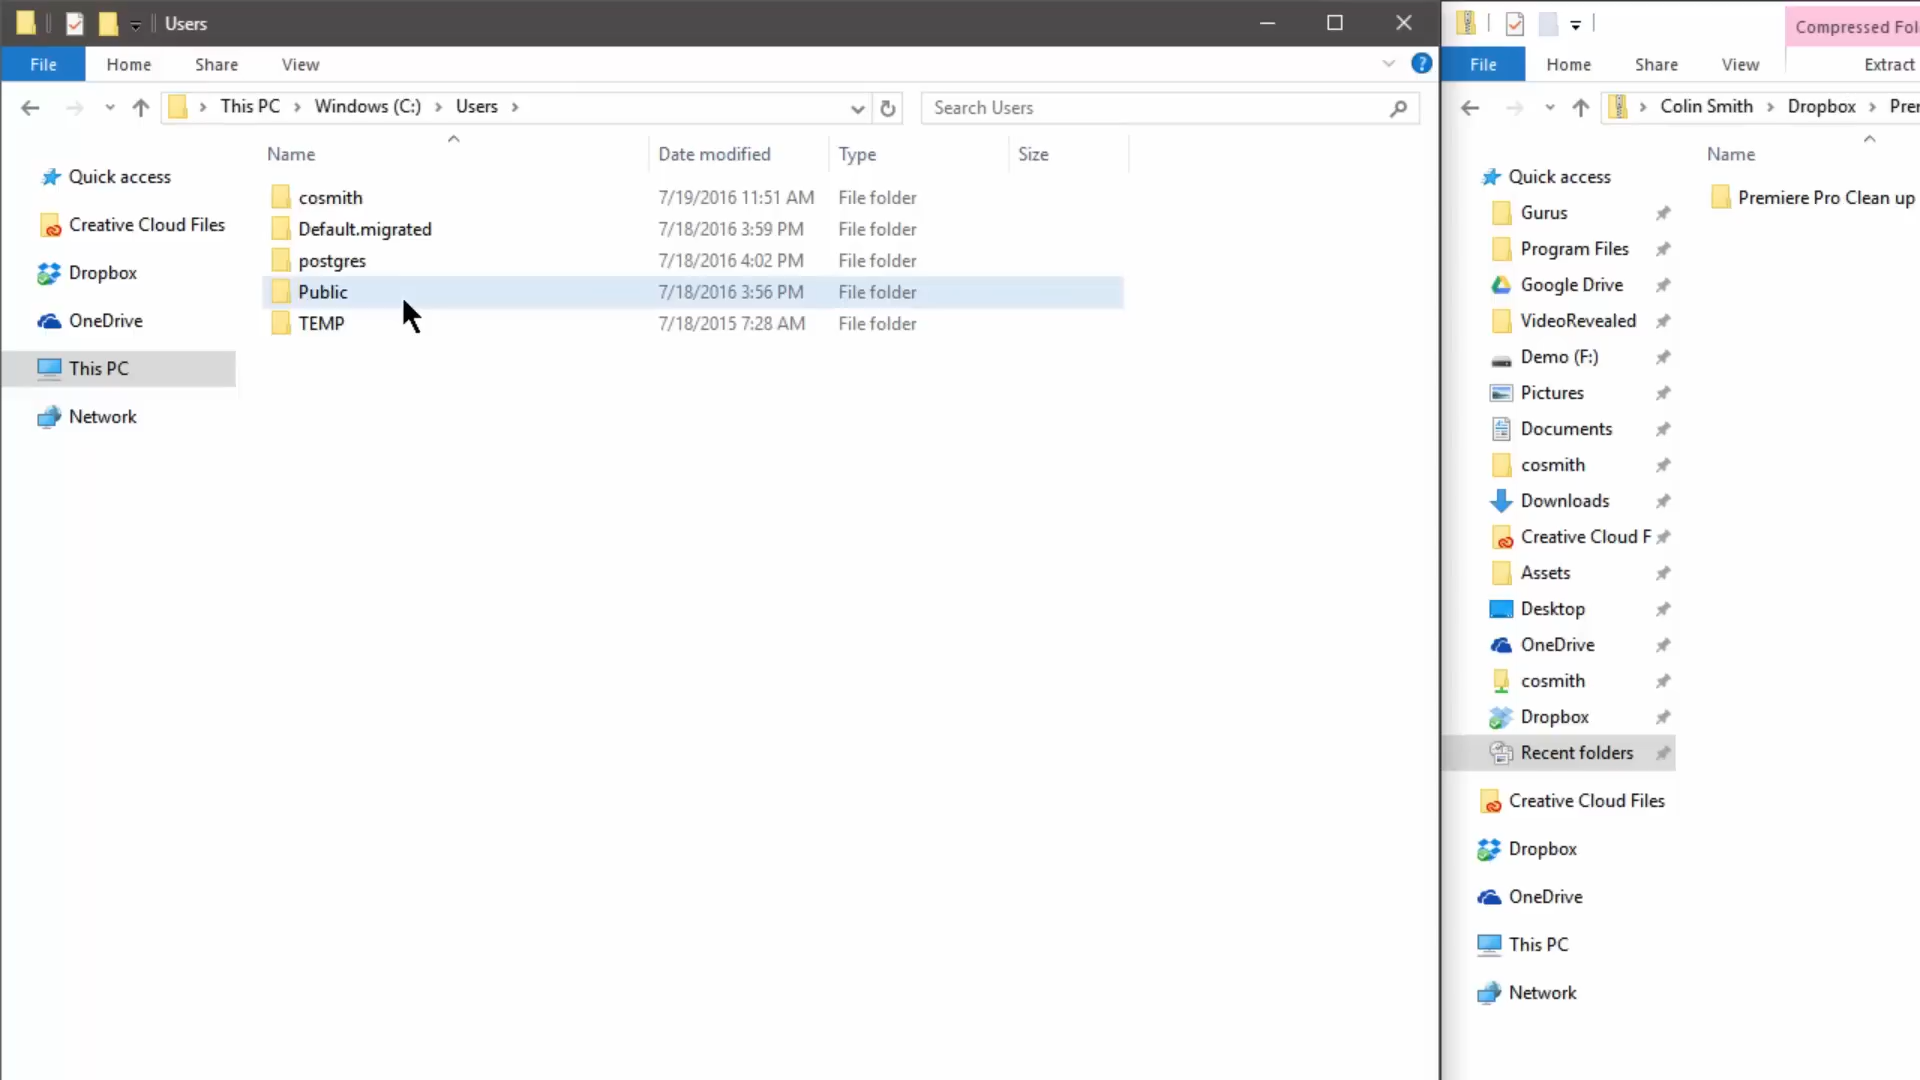 Users
File Home Share View
This PC Windows (C:) Users
Search Users
Name Date modified Type Size
Quick access
Creative Cloud Files
Dropbox
OneDrive
This PC
Network
cosmith 7/19/2016 11:51 AM File folder
Default.migrated 7/18/2016 3:59 PM File folder
postgres 7/18/2016 4:02 PM File folder
Public 7/18/2016 3:56 PM File folder
TEMP 7/18/2015 7:28 AM File folder
Compressed Fol
File Home Share View Extract
Colin Smith Dropbox Prer
Name
Premiere Pro Clean up
Quick access
Gurus
Program Files
Google Drive
VideoRevealed
Demo (F:)
Pictures
Documents
cosmith
Downloads
Creative Cloud F
Assets
Desktop
OneDrive
cosmith
Dropbox
Recent folders
Creative Cloud Files
Dropbox
OneDrive
This PC
Network